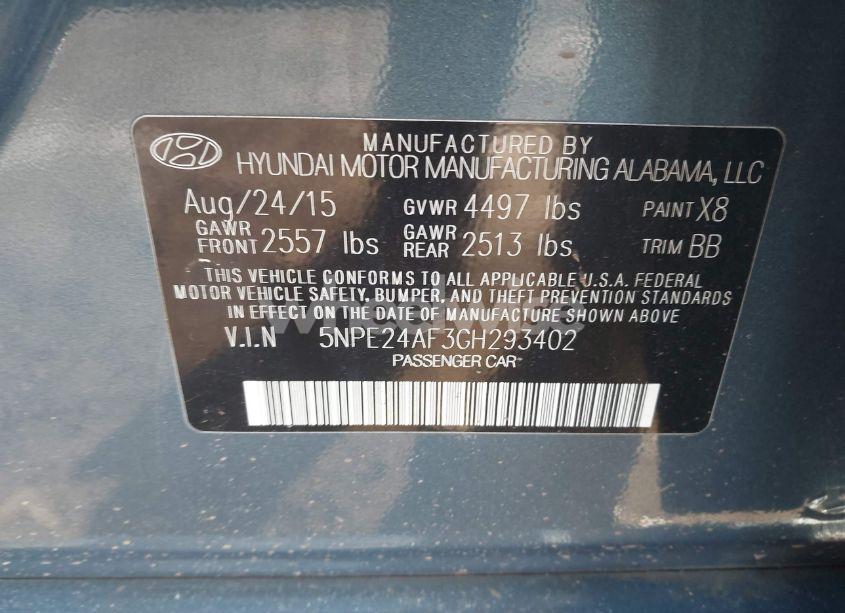 MANUFACTURED BY
HYUNDAI MOTOR MANUFACTURING ALABAMA, LLC
Aug/24/15 GVWR 4497 lbs PAINT X8
GAWR FRONT 2557 lbs GAWR REAR 2513 lbs TRIM BB
THIS VEHICLE CONFORMS TO ALL APPLICABLE U.S.A. FEDERAL
MOTOR VEHICLE SAFETY, BUMPER, AND THEFT PREVENTION STANDARDS
IN EFFECT ON THE DATE OF MANUFACTURE SHOWN ABOVE
V.I.N 5NPE24AF3GH293402
PASSENGER CAR